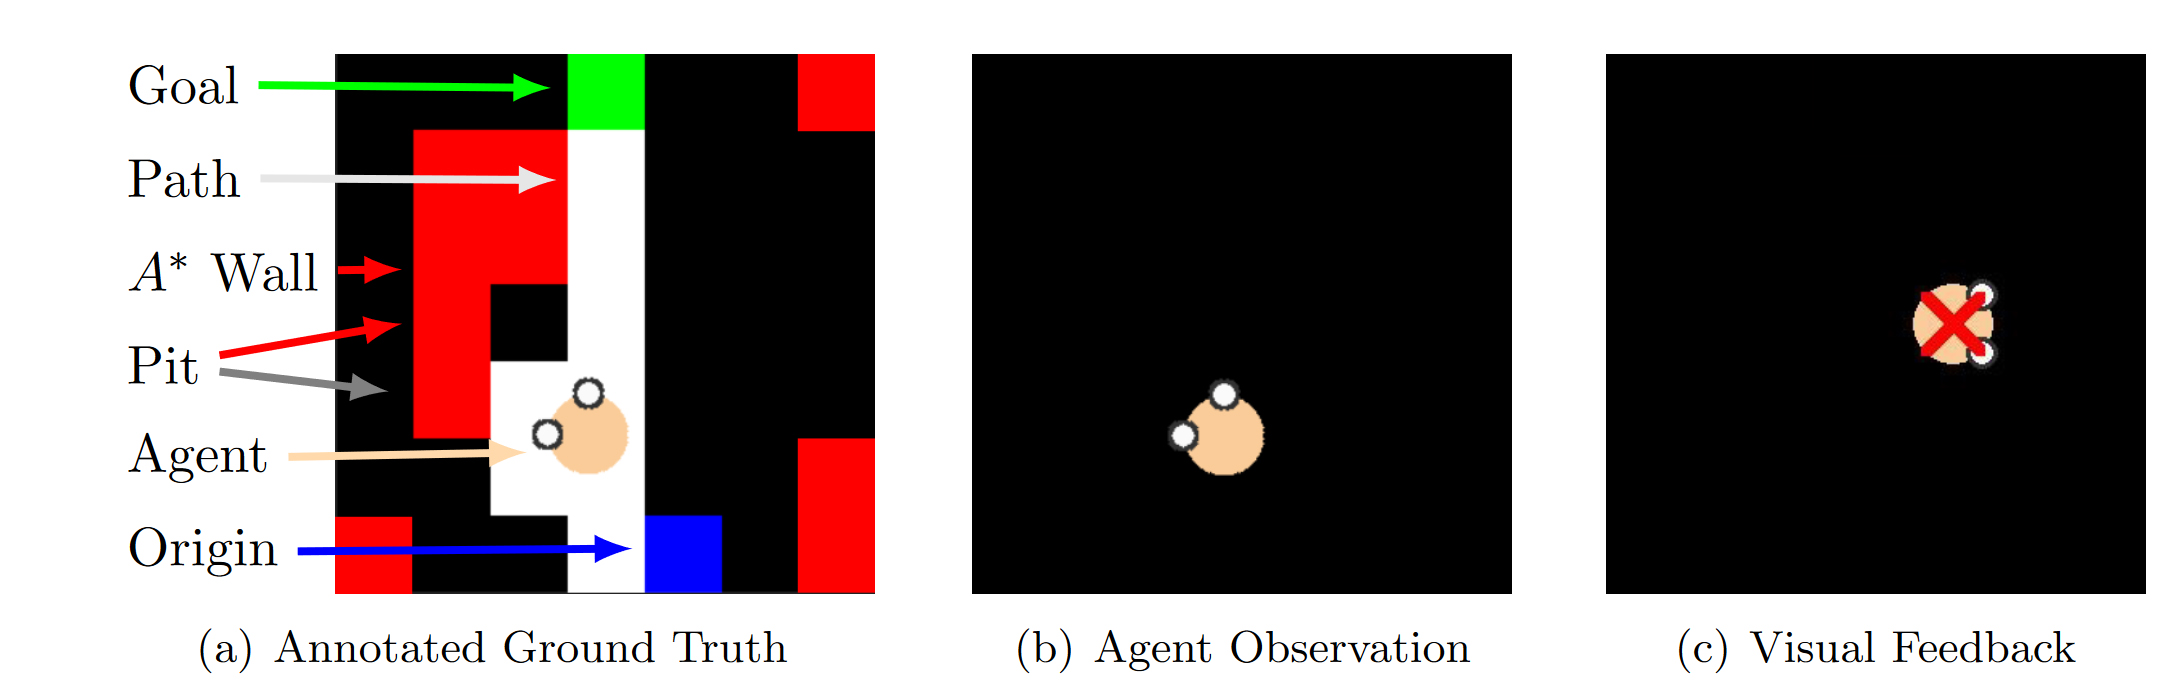 Goal
Path
A* Wall
Pit
Agent
Origin
(a) Annotated Ground Truth
(b) Agent Observation
(c) Visual Feedback